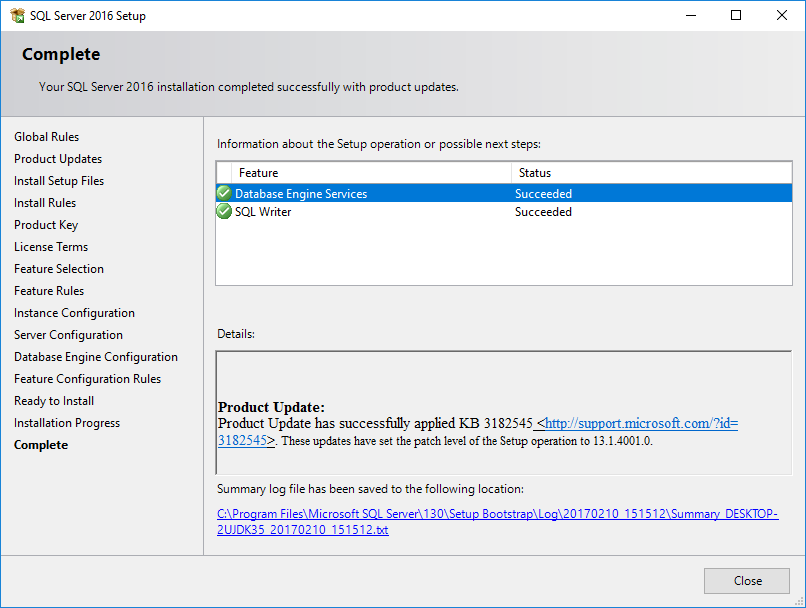 SQL Server 2016 Setup
Complete
Your SQL Server 2016 installation completed successfully with product updates.
Global Rules
Product Updates
Install Setup Files
Install Rules
Product Key
License Terms
Feature Selection
Feature Rules
Instance Configuration
Server Configuration
Database Engine Configuration
Feature Configuration Rules
Ready to Install
Installation Progress
Complete
Information about the Setup operation or possible next steps:
Feature Status
Database Engine Services Succeeded
SQL Writer Succeeded
Details:
Product Update:
Product Update has successfully applied KB 3182545 <http://support.microsoft.com/?id=
3182545>. These updates have set the patch level of the Setup operation to 13.1.4001.0.
Summary log file has been saved to the following location:
C:\Program Files\Microsoft SQL Server\130\Setup Bootstrap\Log\20170210_151512\Summary_DESKTOP-
2UJDK35_20170210_151512.txt
Close